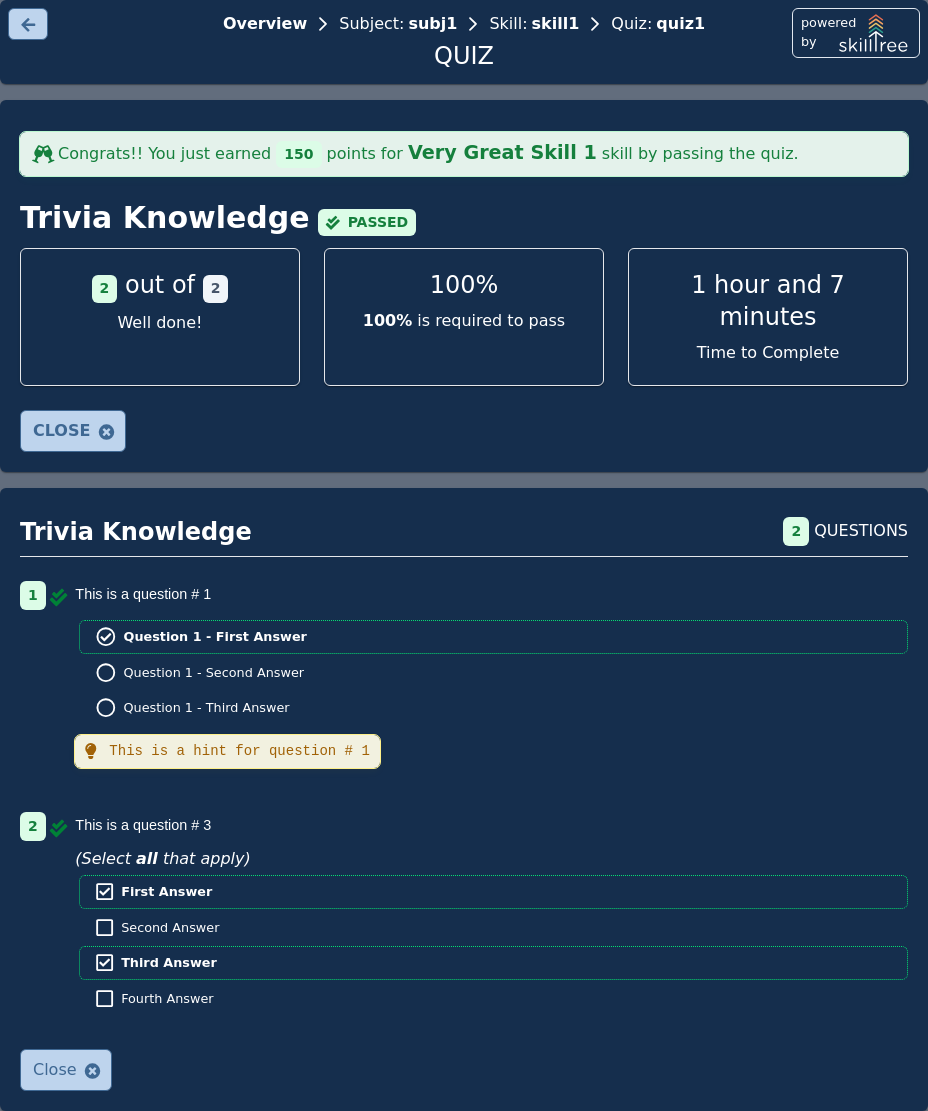 Overview > Subject: subj1 > Skill: skill1 > Quiz: quiz1
QUIZ
powered
by skilltree
Congrats!! You just earned 150 points for Very Great Skill 1 skill by passing the quiz.
Trivia Knowledge PASSED
2 out of 2
Well done!
100%
100% is required to pass
1 hour and 7
minutes
Time to Complete
CLOSE
Trivia Knowledge
2 QUESTIONS
1 This is a question # 1
Question 1 - First Answer
Question 1 - Second Answer
Question 1 - Third Answer
This is a hint for question # 1
2 This is a question # 3
(Select all that apply)
First Answer
Second Answer
Third Answer
Fourth Answer
Close